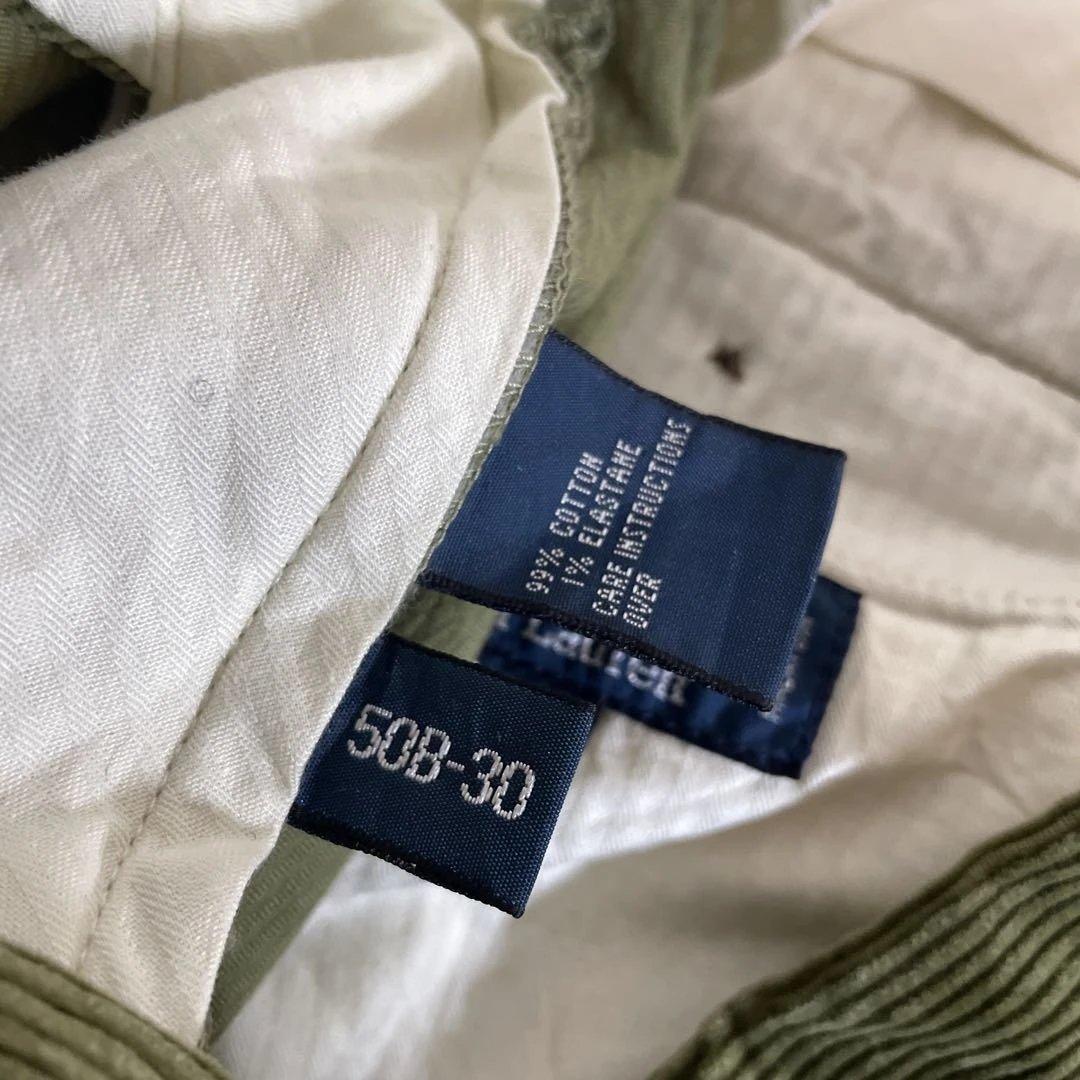 99% COTTON
1% ELASTANE
CARE INSTRUCTIONS
OVER
Lauren
50B-30